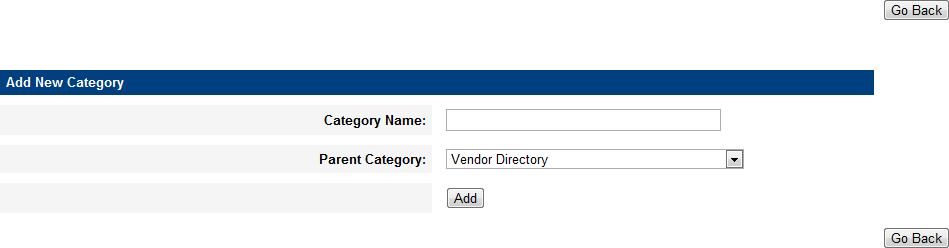 Go Back
Add New Category
Category Name:
Parent Category: Vendor Directory
Add
Go Back